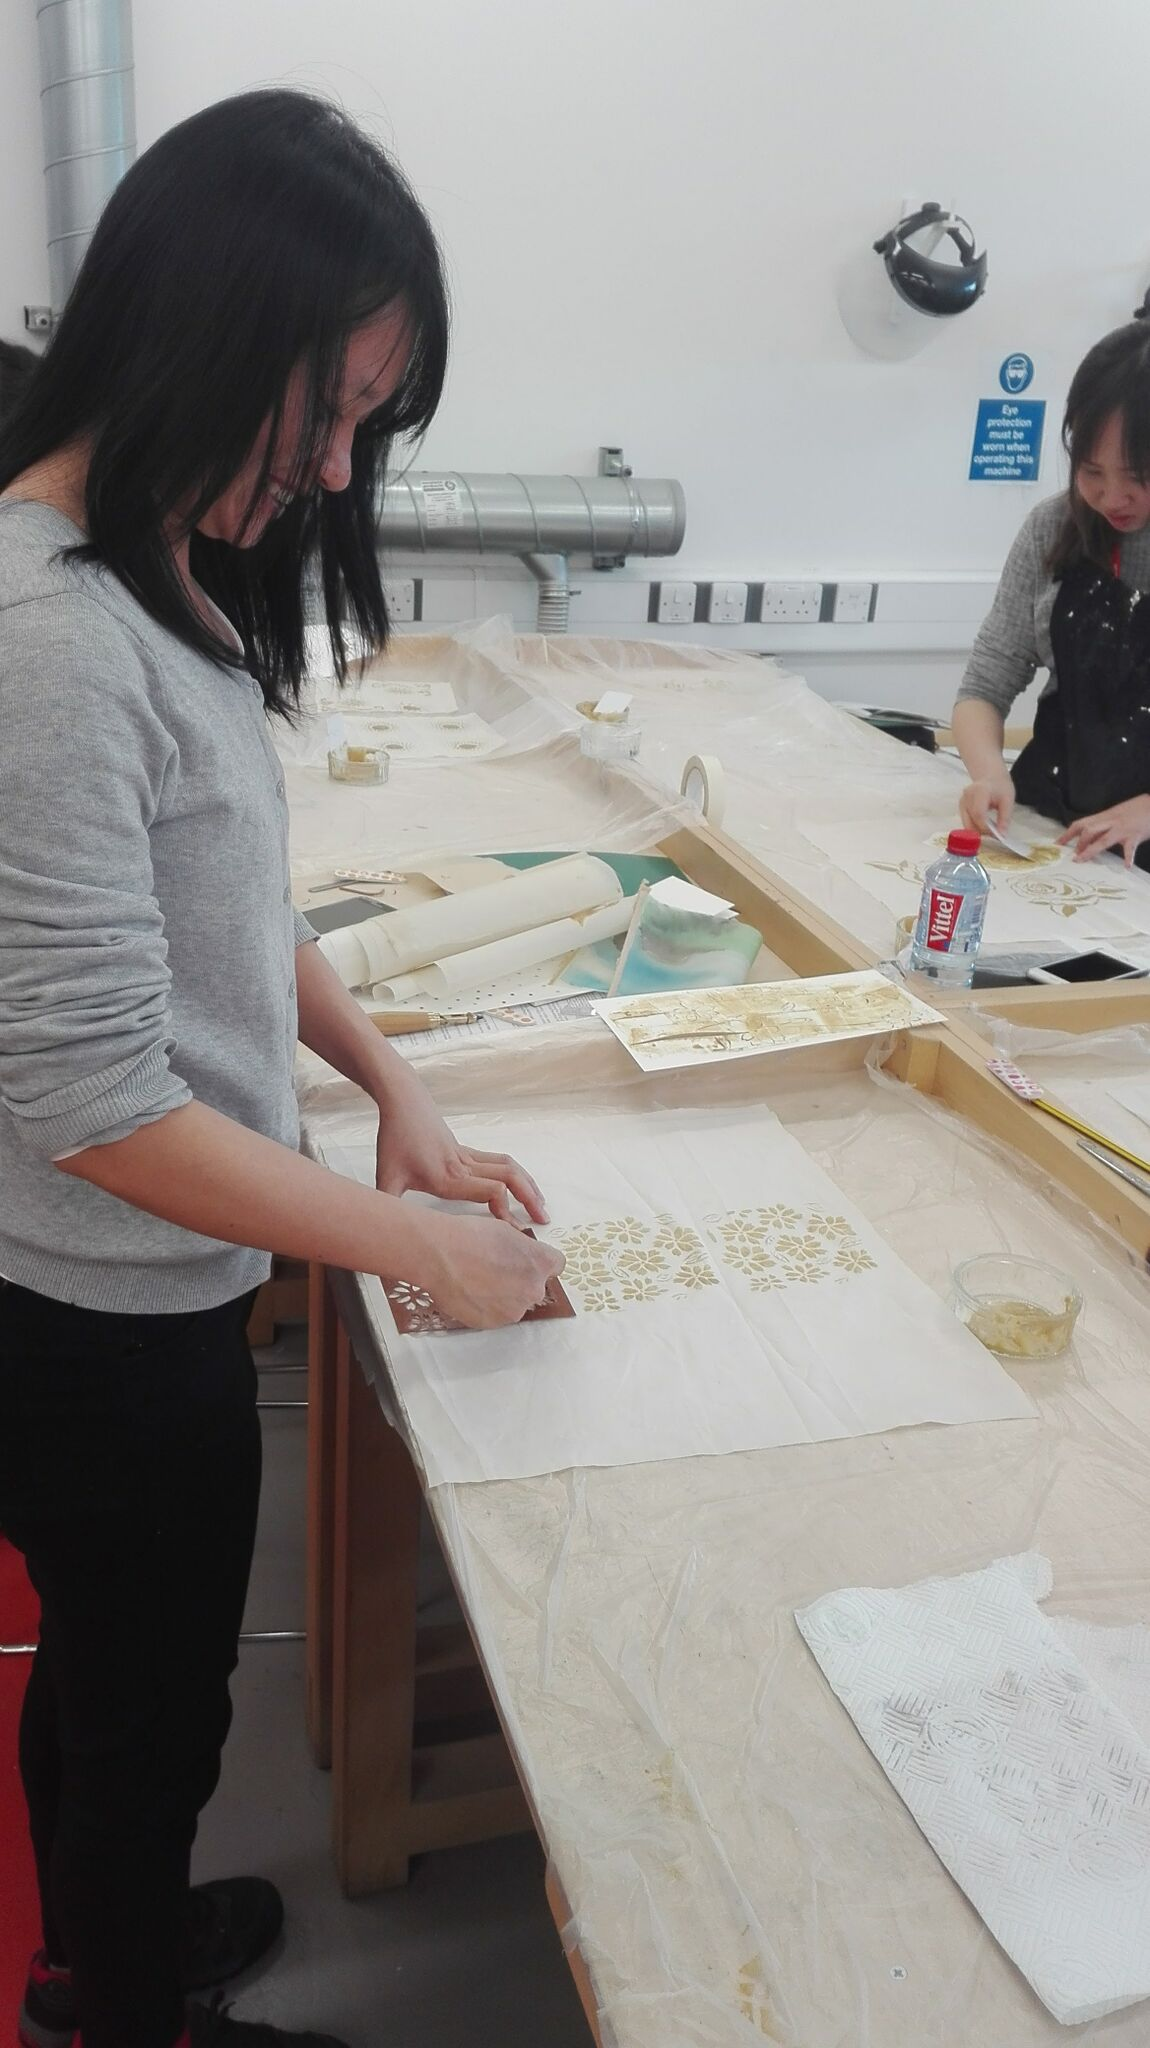 Eye
protection
must be
worn when
operating this
machine
Vittel